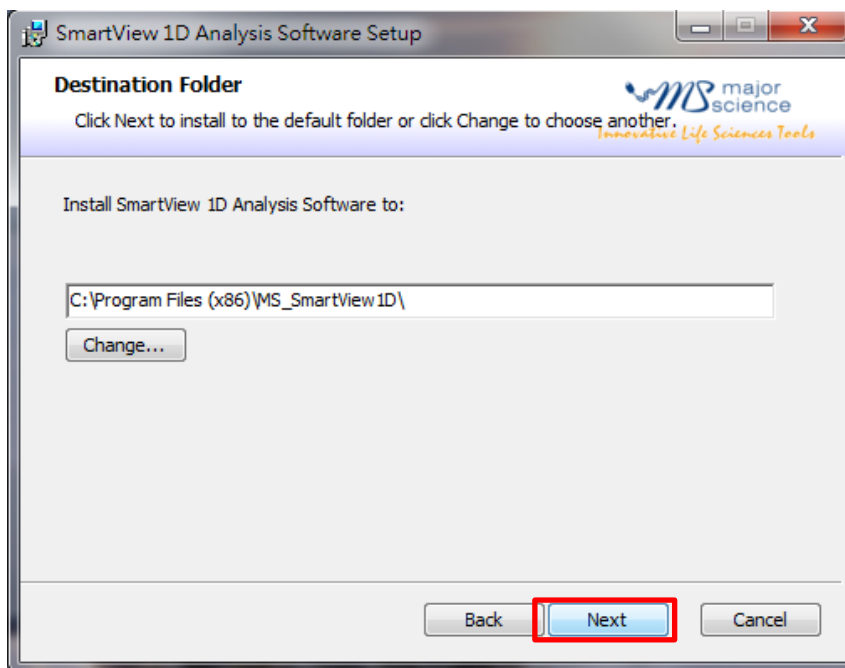 SmartView 1D Analysis Software Setup
Destination Folder
Click Next to install to the default folder or click Change to choose another.
MS major
science
Innovative Life Sciences Tools
Install SmartView 1D Analysis Software to:
C:\Program Files (x86)\MS_SmartView1D\
Change...
Back Next Cancel